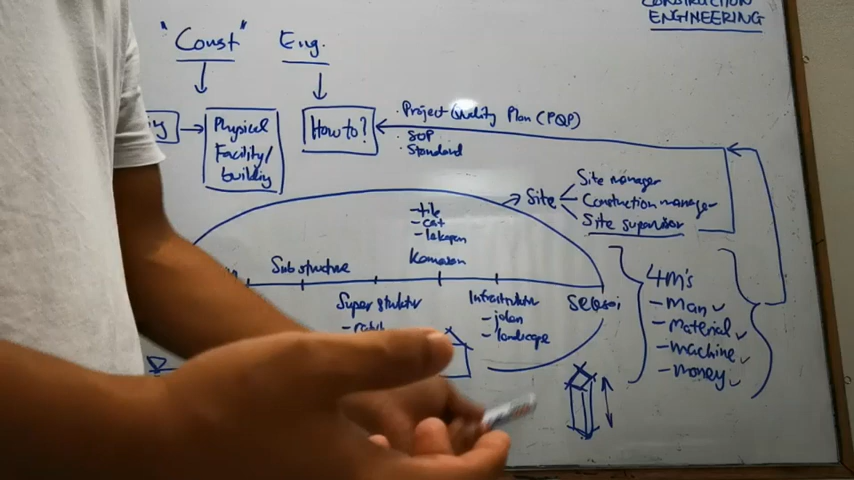 CONSTRUCTION
ENGINEERING
"Const" Eng.
Physical
Facility/
building
How to?
• Project Quality Plan (PQP)
• SOP
• Standard
Site
Site manager
Construction manager
Site supervisor
- tile
- cat
- lekapan
Kemasan
Substructure
Super struktur
Infrastruktur
- jalan
- landscape
Selesai
4M's
- Man ✓
- Material ✓
- Machine ✓
- Money ✓